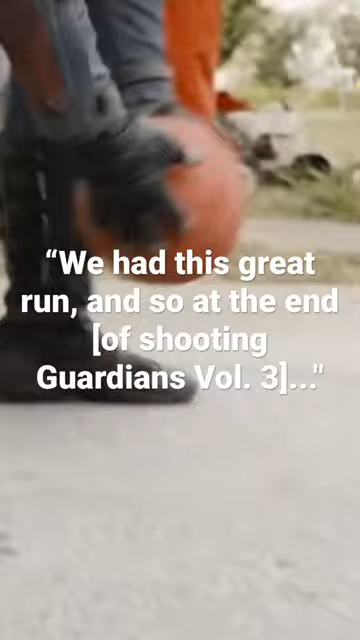 “We had this great
run, and so at the end
[of shooting
Guardians Vol. 3]..."